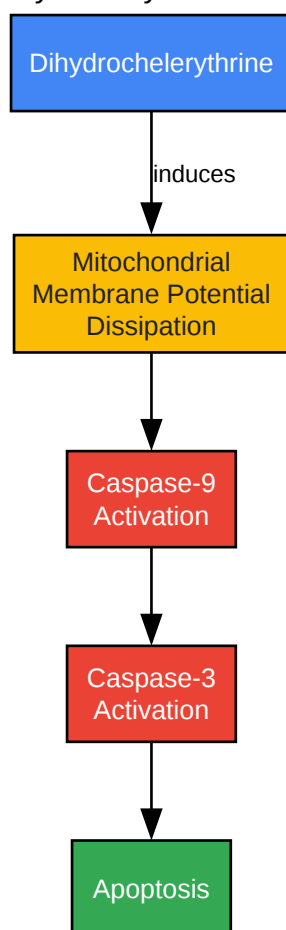 Dihydrochelerythrine
induces
Mitochondrial
Membrane Potential
Dissipation
Caspase-9
Activation
Caspase-3
Activation
Apoptosis